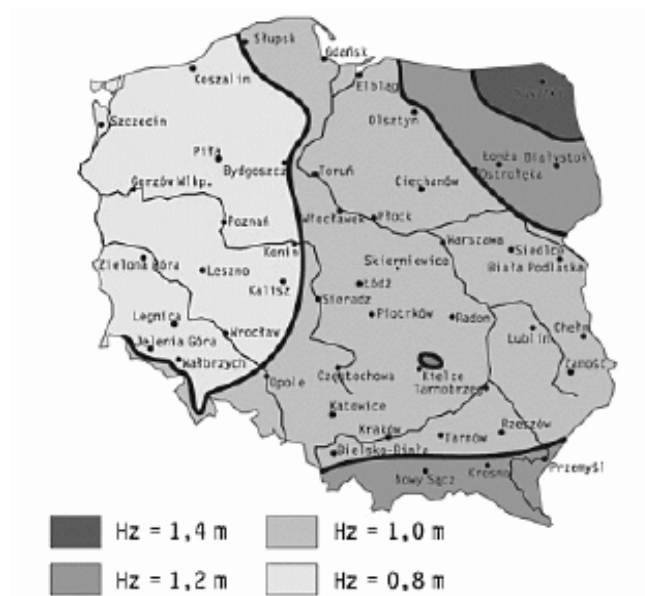 Słupsk
Gdańsk
Koszalin
Elbląg
Olsztyn
Szczecin
Piła
Bydgoszcz
Toruń
Ciechanów
Łomża
Białystok
Ostrołęka
Gorzów Wlkp.
Włocławek
Płock
Poznań
Konin
Warszawa
Siedlce
Biała Podlaska
Skierniewice
Zielona Góra
Leszno
Kalisz
Łódź
Sieradz
Piotrków
Radom
Legnica
Wrocław
Lublin
Chełm
Jelenia Góra
Wałbrzych
Zamość
Opole
Częstochowa
Kielce
Tarnobrzeg
Katowice
Kraków
Tarnów
Rzeszów
Bielsko-Biała
Przemyśl
Nowy Sącz
Krosno
Hz = 1,4 m
Hz = 1,0 m
Hz = 1,2 m
Hz = 0,8 m